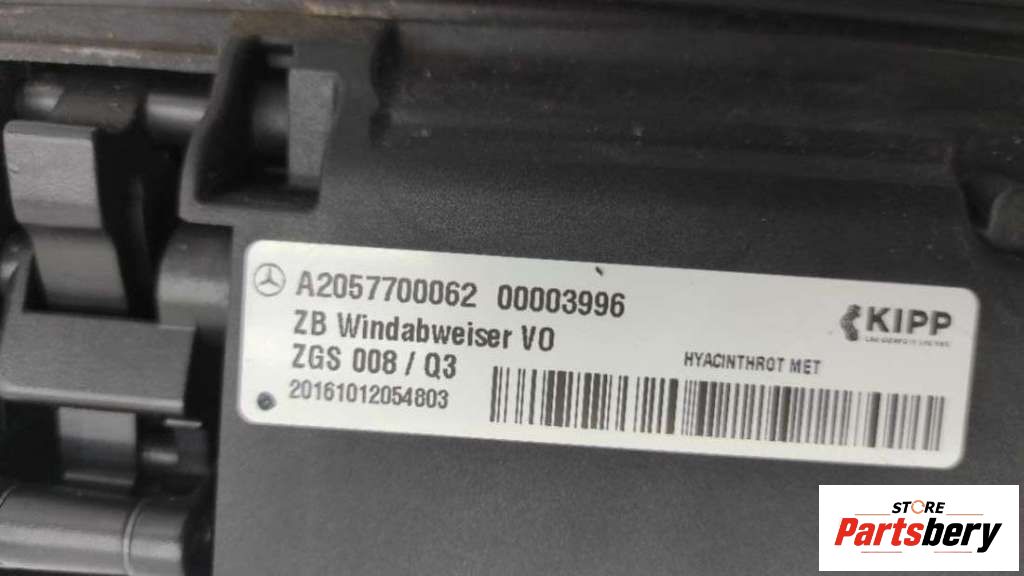 A2057700062 00003996
ZB Windabweiser VO
ZGS 008 / Q3
20161012054803
KIPP
HYACINTHROT MET
STORE
Partsbery